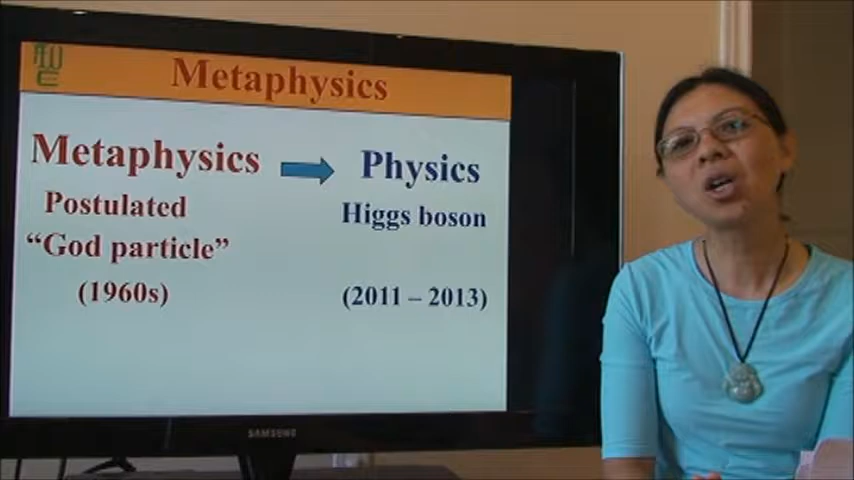 Metaphysics
Metaphysics Physics
Postulated Higgs boson
“God particle”
(1960s) (2011 – 2013)
SAMSUNG